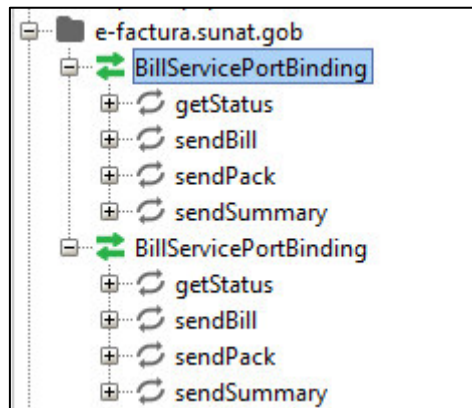 e-factura.sunat.gob
BillServicePortBinding
getStatus
sendBill
sendPack
sendSummary
BillServicePortBinding
getStatus
sendBill
sendPack
sendSummary